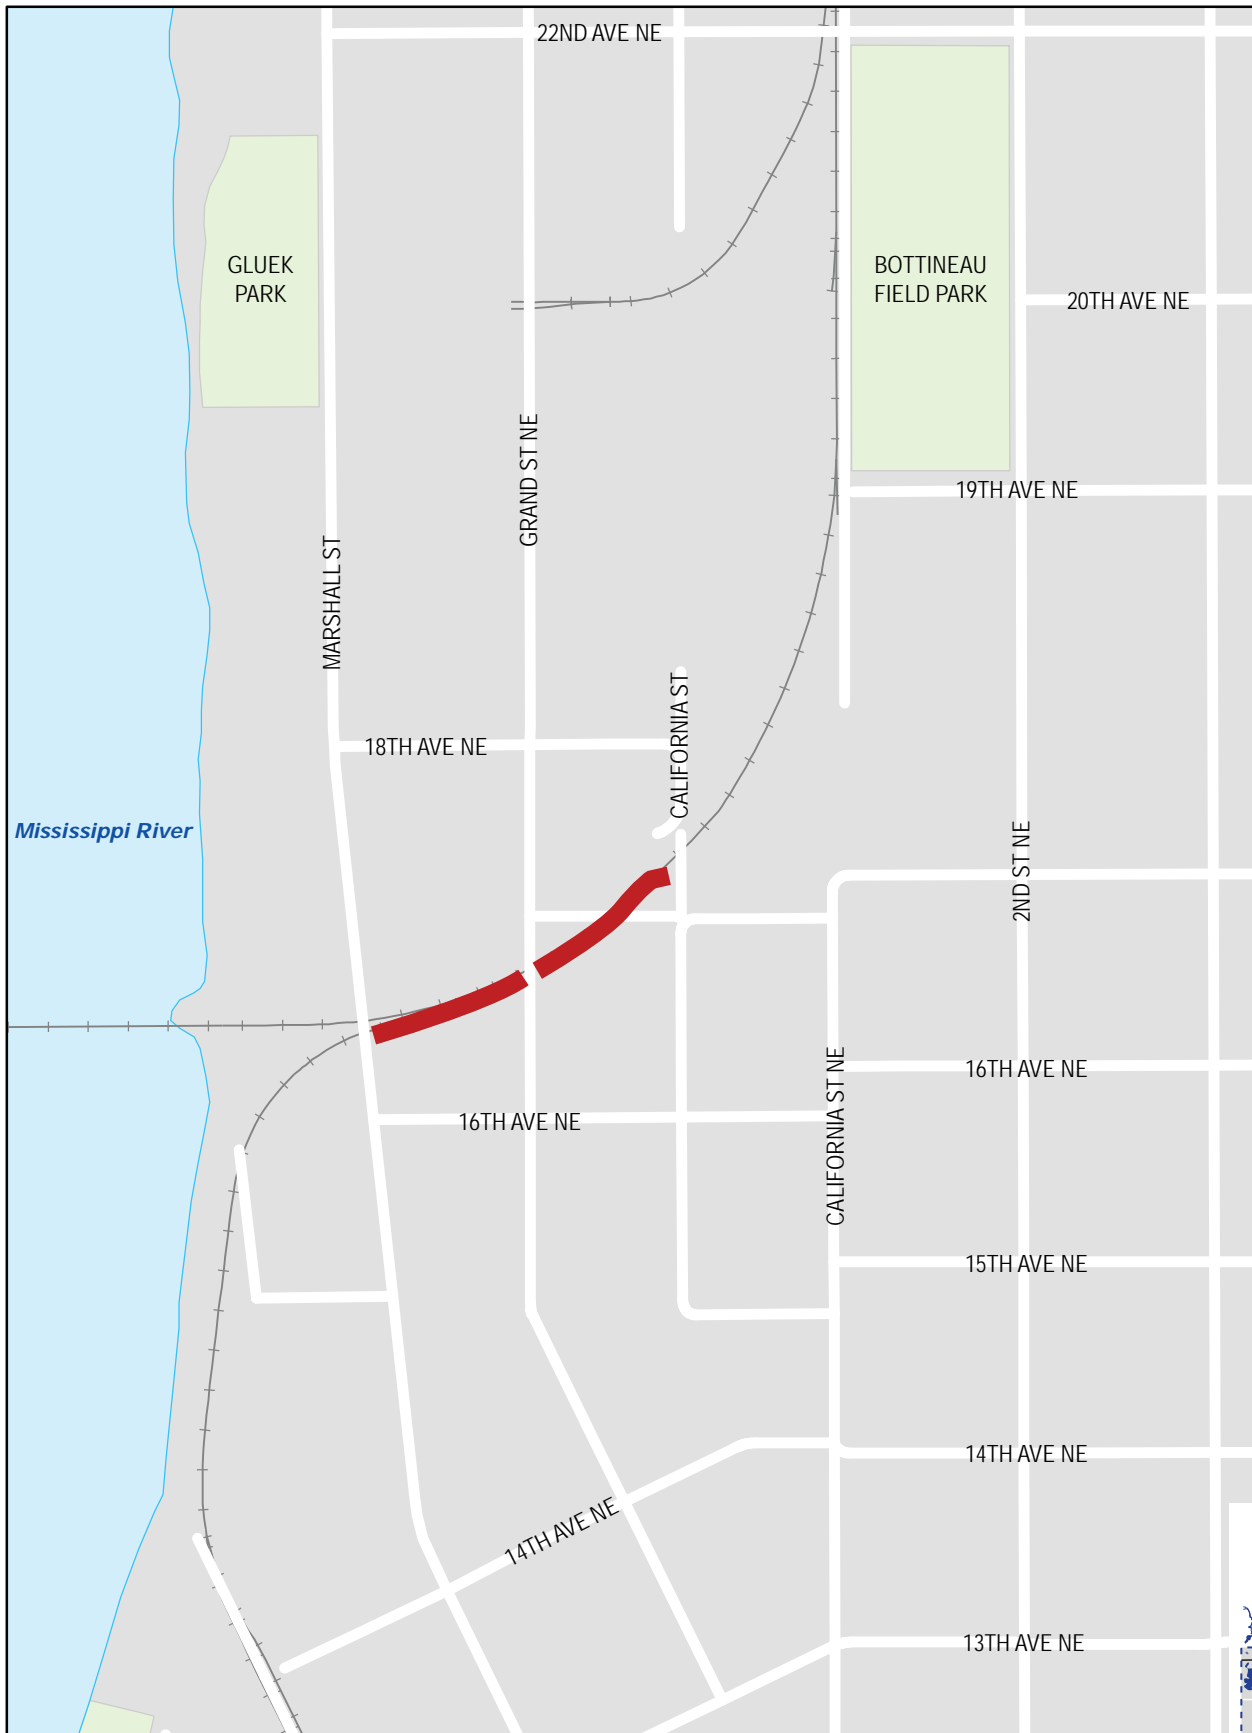 22ND AVE NE
GLUEK
PARK
BOTTINEAU
FIELD PARK
20TH AVE NE
GRAND ST NE
19TH AVE NE
MARSHALL ST
CALIFORNIA ST
18TH AVE NE
Mississippi River
2ND ST NE
CALIFORNIA ST NE
16TH AVE NE
16TH AVE NE
15TH AVE NE
14TH AVE NE
14TH AVE NE
13TH AVE NE